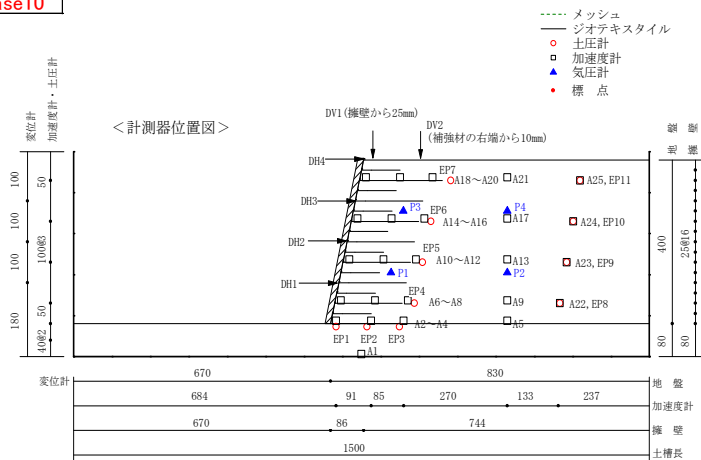 ase10
メッシュ
ジオテキスタイル
土圧計
加速度計
気圧計
標 点
<計測器位置図>
DV1(擁壁から25mm)
DV2
(補強材の右端から10mm)
変位計
加速度計・土圧計
地 盤
擁 壁
DH4
DH3
DH2
DH1
EP7
A18~A20
A21
A25, EP11
P3
P4
EP6
A14~A16
A17
A24, EP10
EP5
A10~A12
A13
A23, EP9
P1
P2
EP4
A6~A8
A9
A22, EP8
A2~A4
A5
EP1
EP2
EP3
A1
100
100
100
180
50
50
400
80
80
変位計
670
830
地 盤
684
91
85
270
133
237
加速度計
670
86
744
擁 壁
1500
土槽長